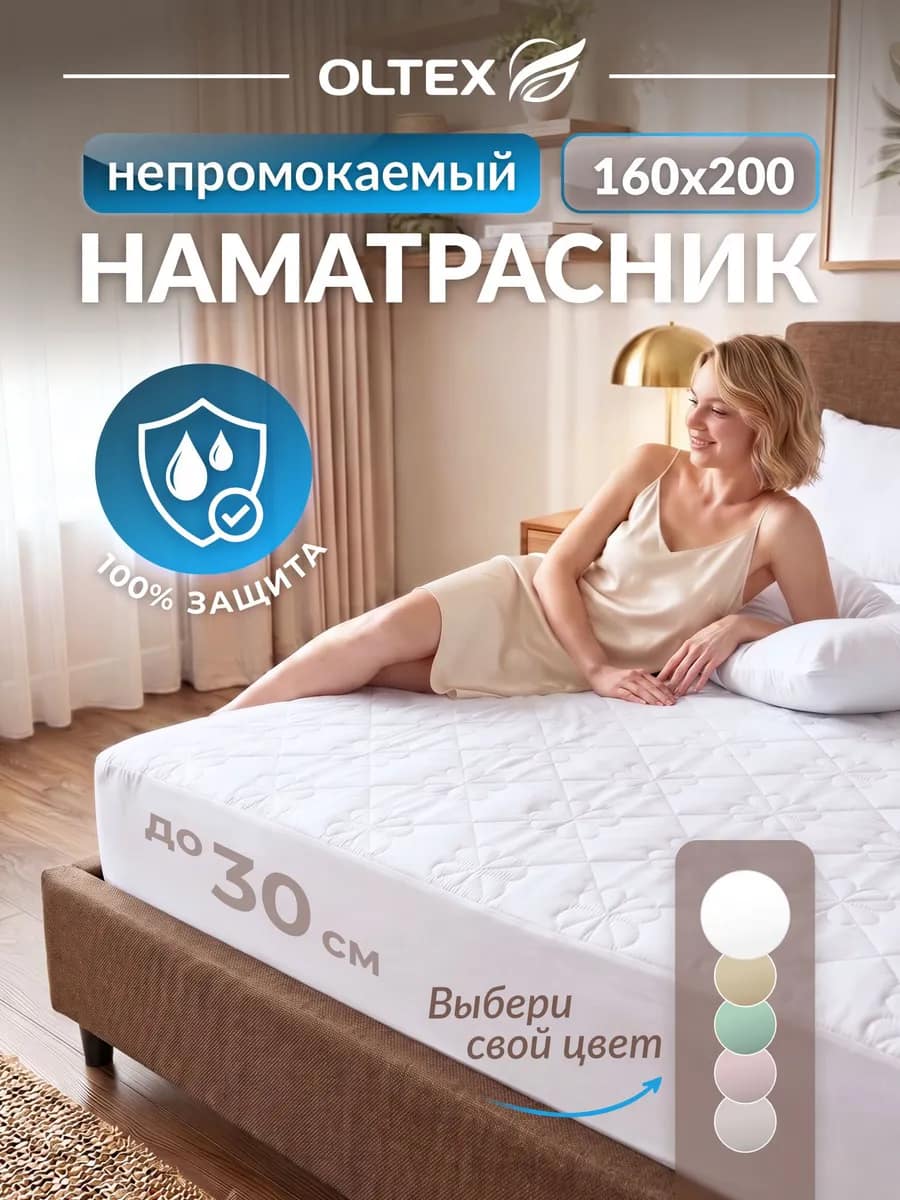 OLTEX
непромокаемый
160x200
НАМАТРАСНИК
100% ЗАЩИТА
до 30 см
Выбери
свой цвет